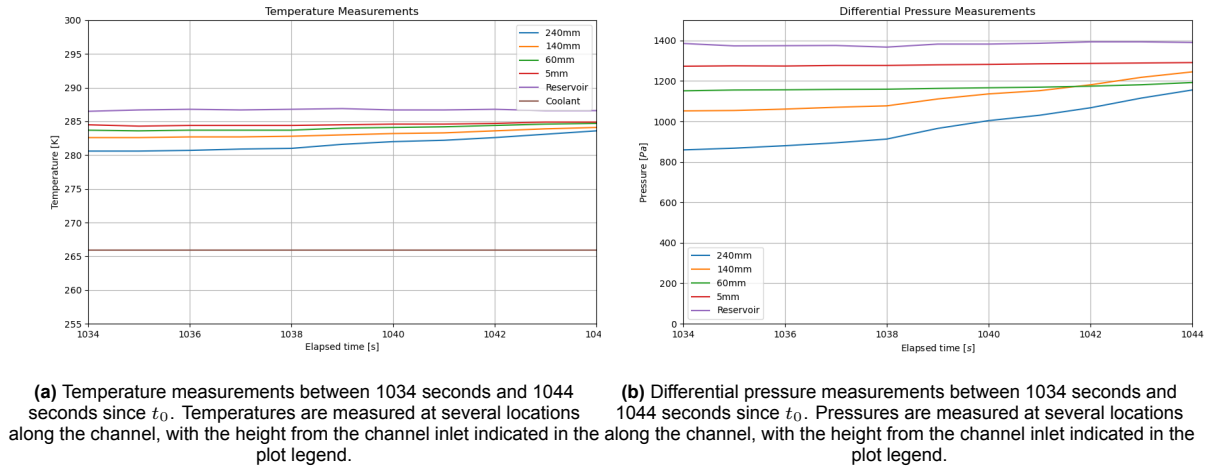 Temperature Measurements
300
295
290
285
280
275
270
265
260
255
Temperature [K]
1034
1036
1038
1040
1042
104
Elapsed time [s]
240mm
140mm
60mm
5mm
Reservoir
Coolant
Differential Pressure Measurements
1400
1200
1000
800
600
400
200
0
Pressure [Pa]
1034
1036
1038
1040
1042
1044
Elapsed time [s]
240mm
140mm
60mm
5mm
Reservoir
(a) Temperature measurements between 1034 seconds and 1044
seconds since t₀. Temperatures are measured at several locations
along the channel, with the height from the channel inlet indicated in the
plot legend.
(b) Differential pressure measurements between 1034 seconds and
1044 seconds since t₀. Pressures are measured at several locations
along the channel, with the height from the channel inlet indicated in the
plot legend.